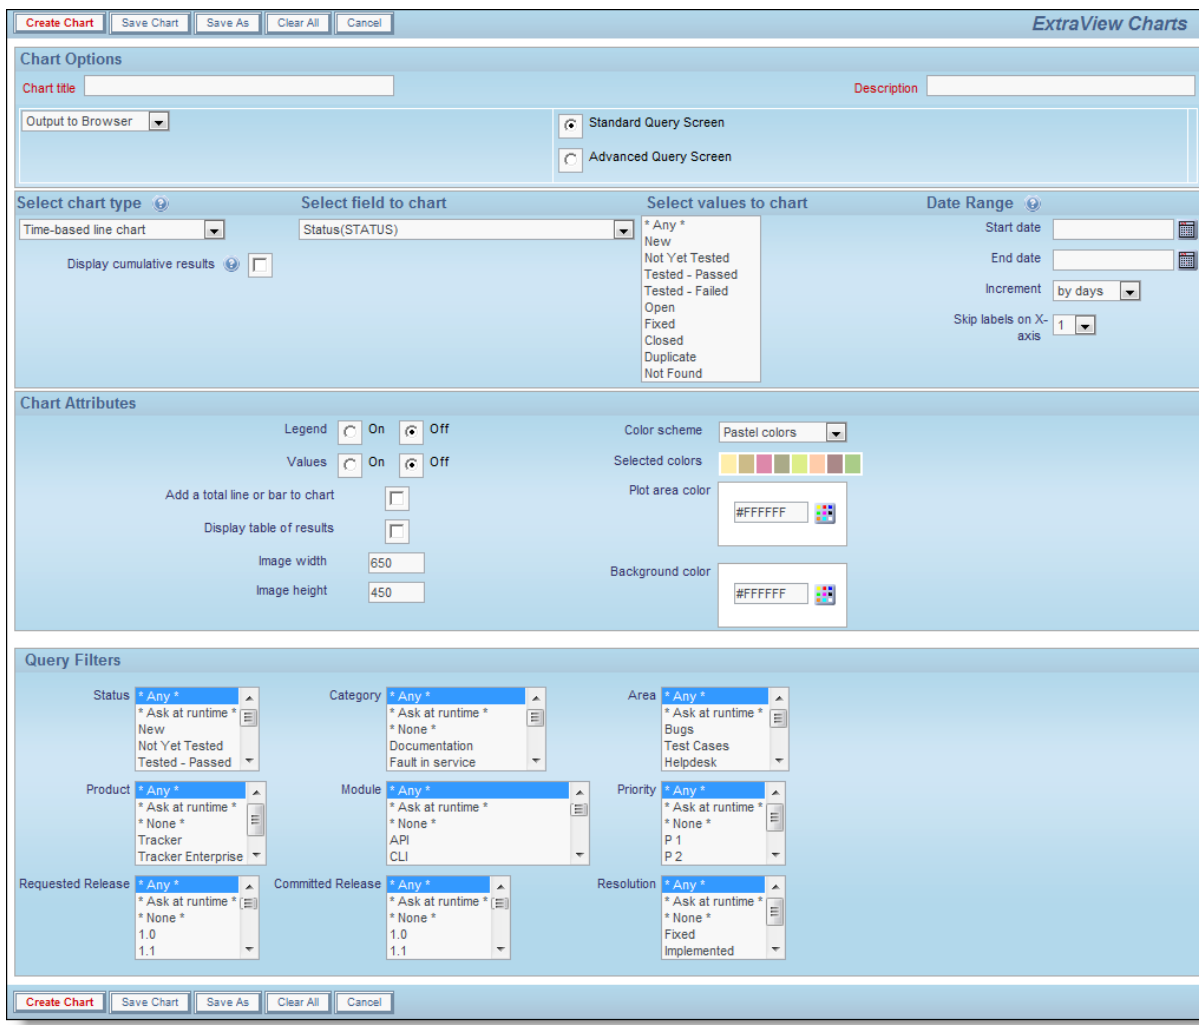 Create Chart Save Chart Save As Clear All Cancel ExtraView Charts
Chart Options
Chart title Description
Output to Browser Standard Query Screen
Advanced Query Screen
Select chart type Select field to chart Select values to chart Date Range
Time-based line chart Status(STATUS) * Any * Start date
New
Display cumulative results Not Yet Tested End date
Tested - Passed
Tested - Failed Increment by days
Open
Fixed Skip labels on X-axis 1
Closed
Duplicate
Not Found
Chart Attributes
Legend On Off Color scheme Pastel colors
Values On Off Selected colors
Add a total line or bar to chart Plot area color
Display table of results #FFFFFF
Image width 650 Background color
Image height 450 #FFFFFF
Query Filters
Status * Any * Category * Any * Area * Any *
* Ask at runtime * * Ask at runtime * * Ask at runtime *
New * None * Bugs
Not Yet Tested Documentation Test Cases
Tested - Passed Fault in service Helpdesk
Product * Any * Module * Any * Priority * Any *
* Ask at runtime * * Ask at runtime * * Ask at runtime *
* None * * None * * None *
Tracker API P 1
Tracker Enterprise CLI P 2
Requested Release * Any * Committed Release * Any * Resolution * Any *
* Ask at runtime * * Ask at runtime * * Ask at runtime *
* None * * None * * None *
1.0 1.0 Fixed
1.1 1.1 Implemented
Create Chart Save Chart Save As Clear All Cancel